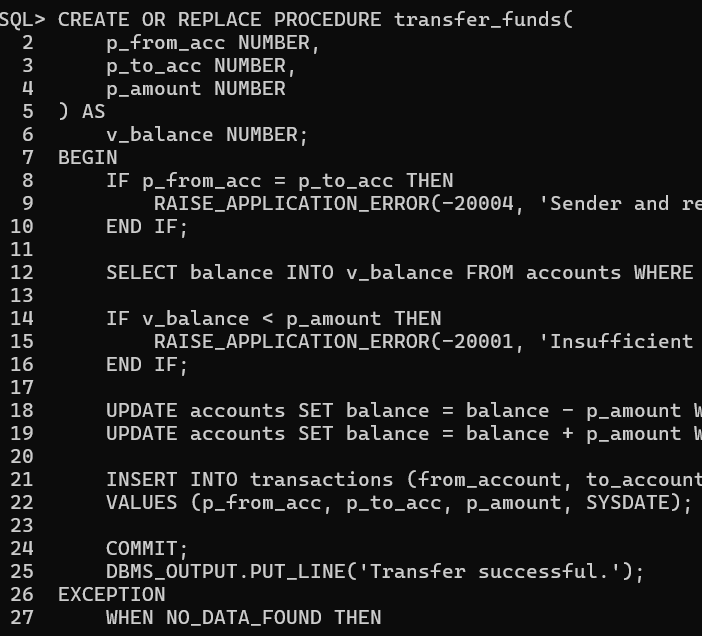 SQL> CREATE OR REPLACE PROCEDURE transfer_funds(
  2      p_from_acc NUMBER,
  3      p_to_acc NUMBER,
  4      p_amount NUMBER
  5  ) AS
  6      v_balance NUMBER;
  7  BEGIN
  8      IF p_from_acc = p_to_acc THEN
  9          RAISE_APPLICATION_ERROR(-20004, 'Sender and re
 10      END IF;
 11
 12      SELECT balance INTO v_balance FROM accounts WHERE
 13
 14      IF v_balance < p_amount THEN
 15          RAISE_APPLICATION_ERROR(-20001, 'Insufficient
 16      END IF;
 17
 18      UPDATE accounts SET balance = balance - p_amount W
 19      UPDATE accounts SET balance = balance + p_amount W
 20
 21      INSERT INTO transactions (from_account, to_account
 22      VALUES (p_from_acc, p_to_acc, p_amount, SYSDATE);
 23
 24      COMMIT;
 25      DBMS_OUTPUT.PUT_LINE('Transfer successful.');
 26  EXCEPTION
 27      WHEN NO_DATA_FOUND THEN